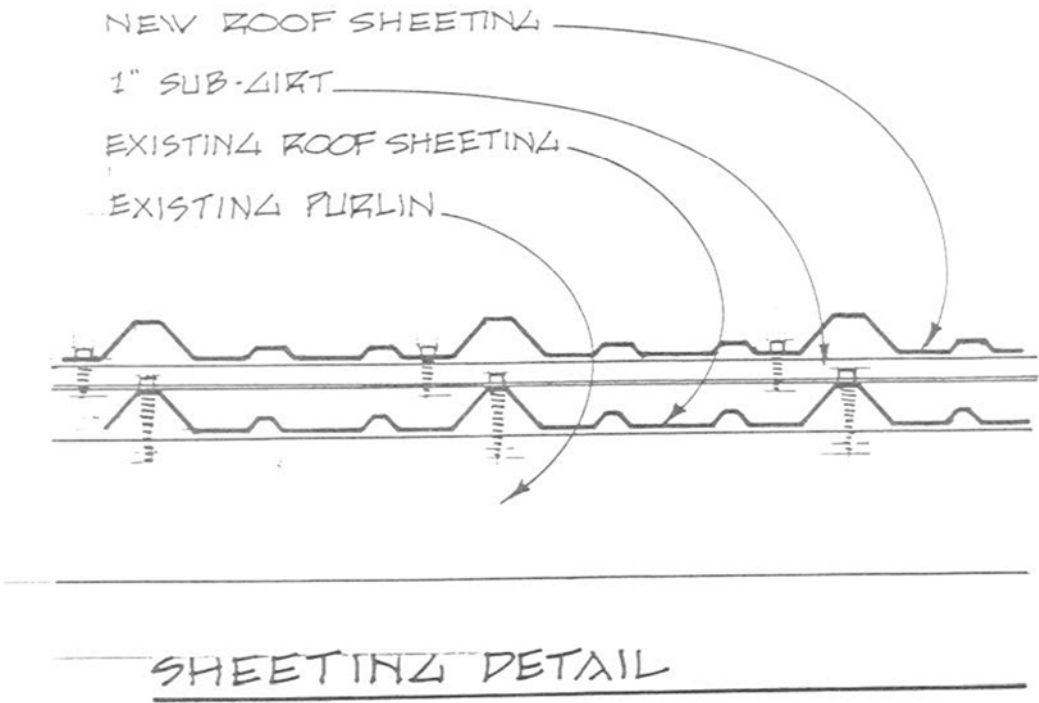 NEW ROOF SHEETING
1" SUB-GIRT
EXISTING ROOF SHEETING
EXISTING PURLIN
SHEETING DETAIL